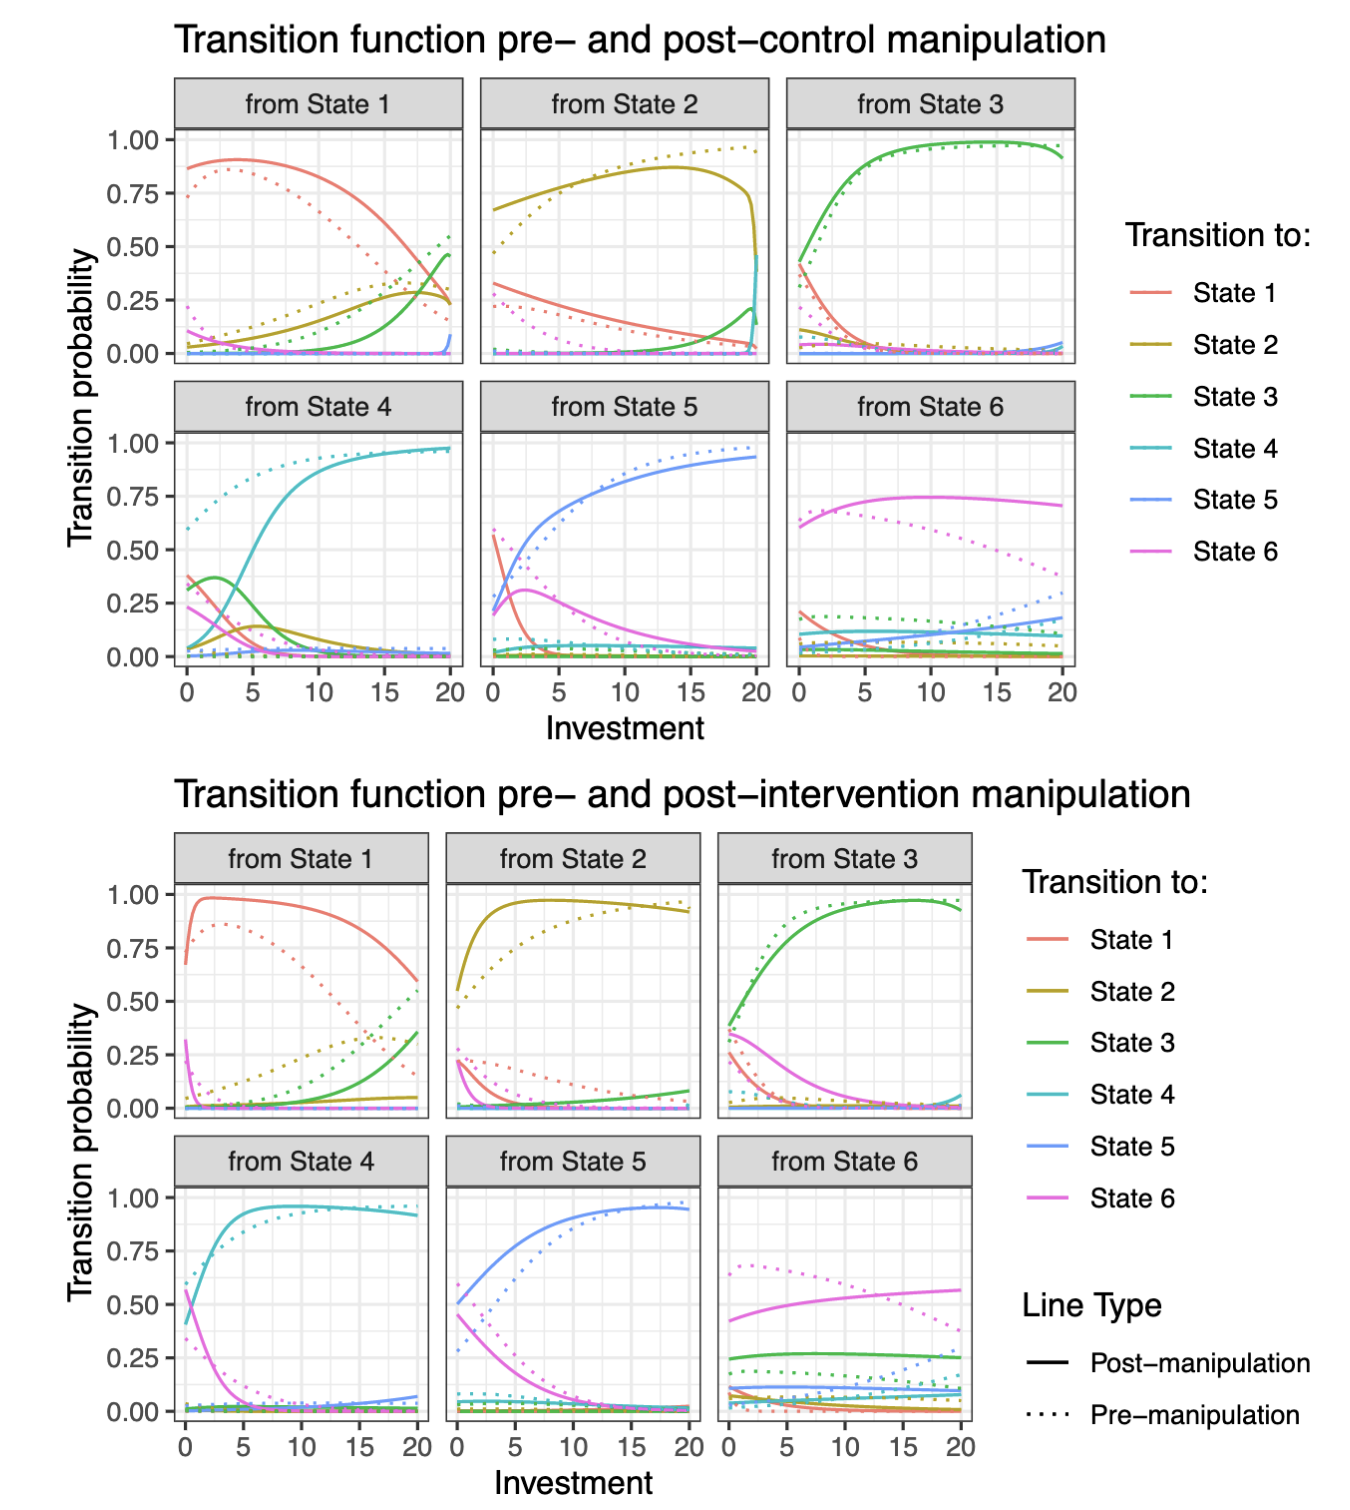 Transition function pre− and post−control manipulation
from State 1
from State 2
from State 3
1.00
0.75
0.50
0.25
0.00
from State 4
from State 5
from State 6
1.00
0.75
0.50
0.25
0.00
0 5 10 15 20
0 5 10 15 20
0 5 10 15 20
Transition probability
Investment
Transition to:
State 1
State 2
State 3
State 4
State 5
State 6
Transition function pre− and post−intervention manipulation
from State 1
from State 2
from State 3
1.00
0.75
0.50
0.25
0.00
from State 4
from State 5
from State 6
1.00
0.75
0.50
0.25
0.00
0 5 10 15 20
0 5 10 15 20
0 5 10 15 20
Transition probability
Investment
Transition to:
State 1
State 2
State 3
State 4
State 5
State 6
Line Type
Post−manipulation
Pre−manipulation